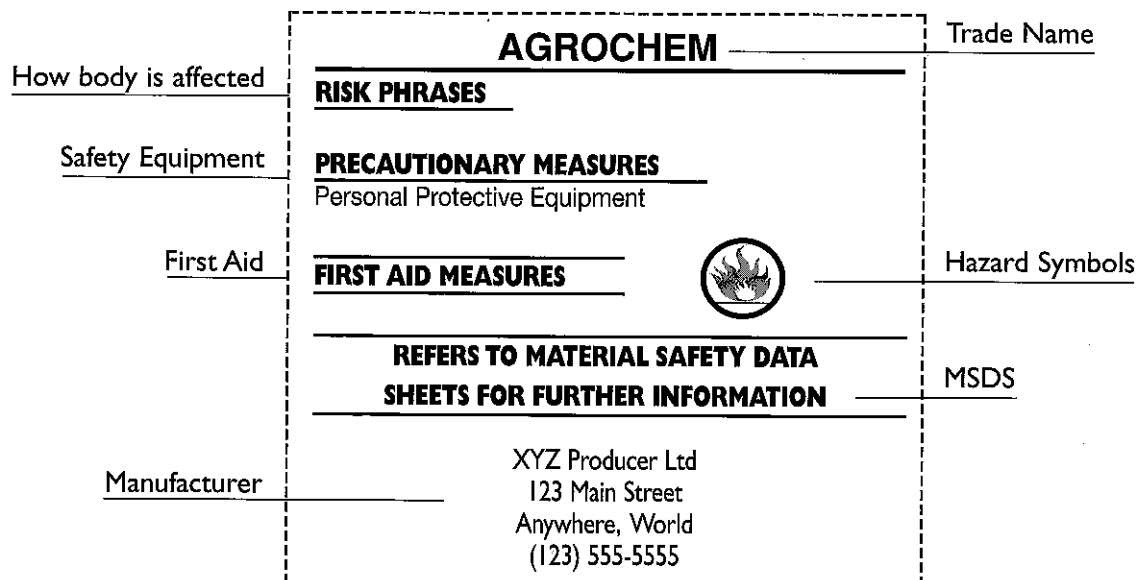 AGROCHEM
Trade Name
How body is affected
RISK PHRASES
Safety Equipment
PRECAUTIONARY MEASURES
Personal Protective Equipment
First Aid
FIRST AID MEASURES
Hazard Symbols
REFERS TO MATERIAL SAFETY DATA
SHEETS FOR FURTHER INFORMATION
MSDS
Manufacturer
XYZ Producer Ltd
123 Main Street
Anywhere, World
(123) 555-5555